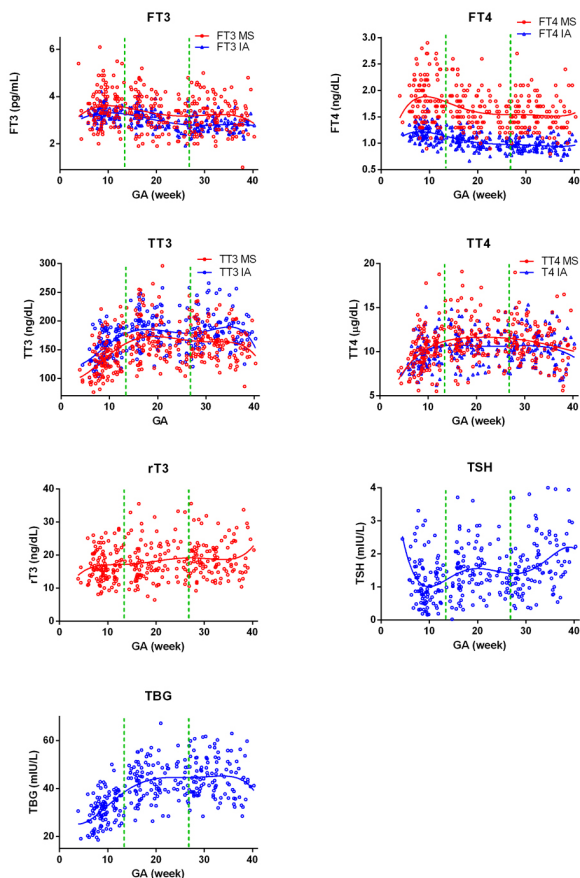 FT3
FT3 MS
FT3 IA
6
4
2
FT3 (pg/mL)
0 10 20 30 40
GA (week)
FT4
FT4 MS
FT4 IA
3.0
2.5
2.0
1.5
1.0
0.5
FT4 (ng/dL)
0 10 20 30 40
GA (week)
TT3
TT3 MS
TT3 IA
300
250
200
150
100
TT3 (ng/dL)
0 10 20 30 40
GA
TT4
TT4 MS
T4 IA
20
15
10
5
TT4 (µg/dL)
0 10 20 30 40
GA (week)
rT3
40
30
20
10
0
rT3 (ng/dL)
0 10 20 30 40
GA (week)
TSH
4
3
2
1
0
TSH (mIU/L)
0 10 20 30 40
GA (week)
TBG
60
40
20
TBG (mIU/L)
0 10 20 30 40
GA (week)